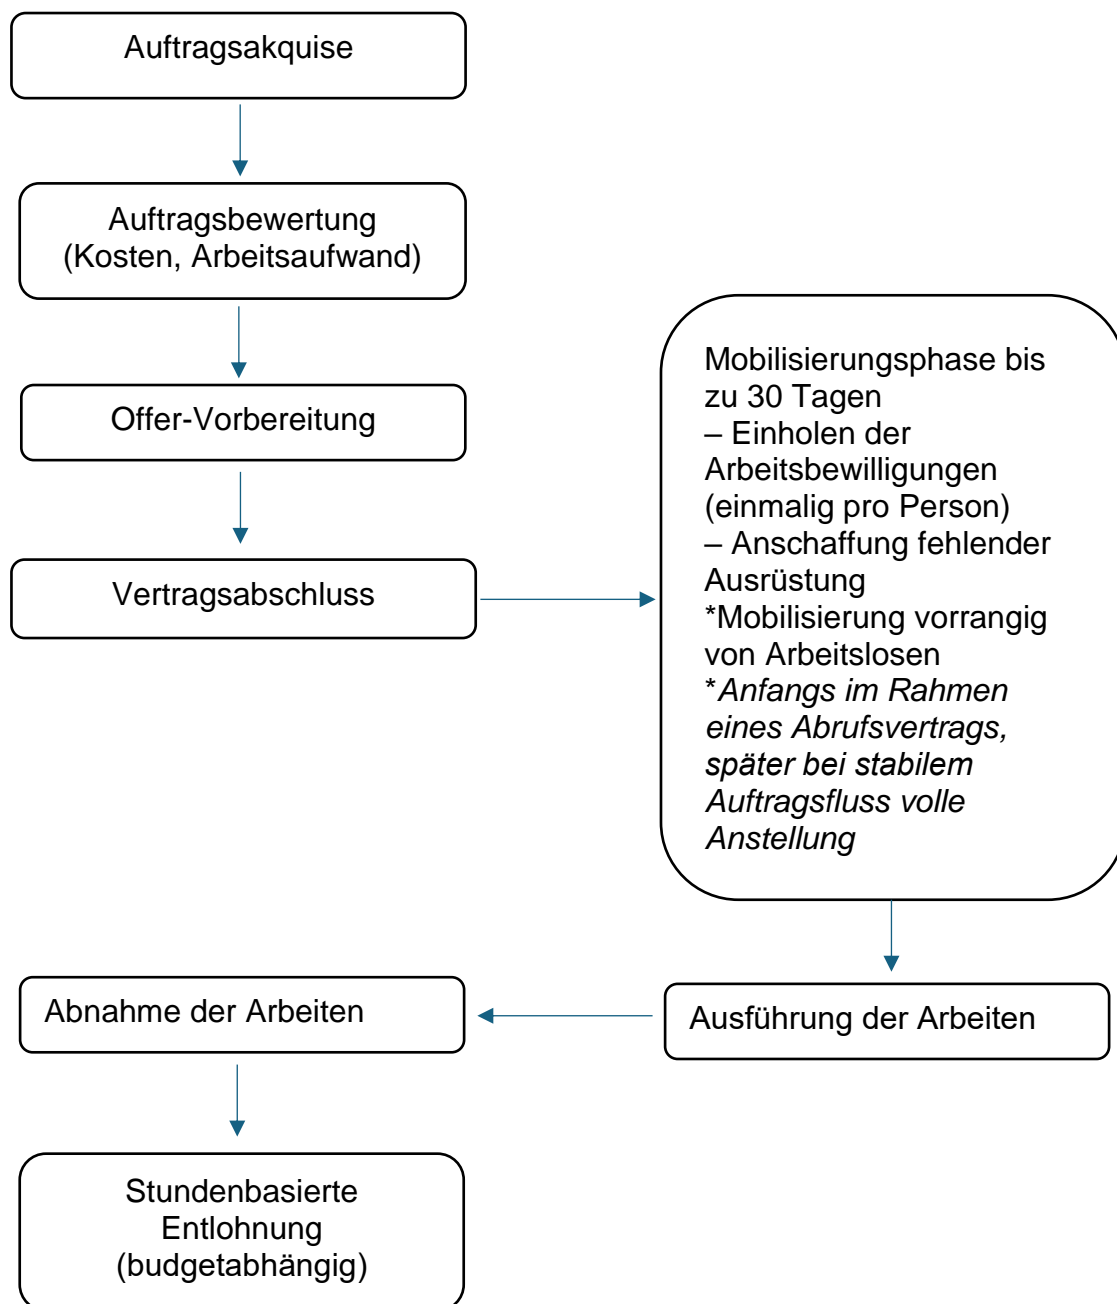 Auftragsakquise
Auftragsbewertung
(Kosten, Arbeitsaufwand)
Offer-Vorbereitung
Vertragsabschluss
Mobilisierungsphase bis
zu 30 Tagen
– Einholen der
Arbeitsbewilligungen
(einmalig pro Person)
– Anschaffung fehlender
Ausrüstung
*Mobilisierung vorrangig
von Arbeitslosen
*Anfangs im Rahmen
eines Abrufsvertrags,
später bei stabilem
Auftragsfluss volle
Anstellung
Ausführung der Arbeiten
Abnahme der Arbeiten
Stundenbasierte
Entlohnung
(budgetabhängig)